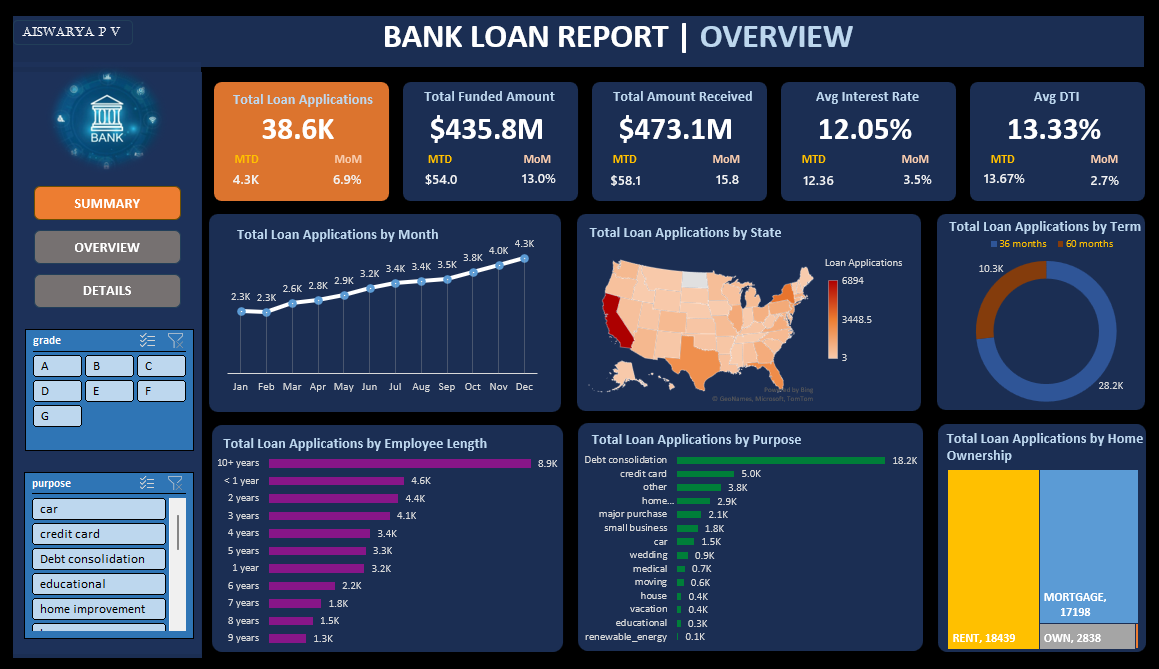 AISWARYA P V
BANK LOAN REPORT | OVERVIEW
BANK
SUMMARY
OVERVIEW
DETAILS
grade
A
B
C
D
E
F
G
purpose
car
credit card
Debt consolidation
educational
home improvement
Total Loan Applications
38.6K
MTD MoM
4.3K 6.9%
Total Funded Amount
$435.8M
MTD MoM
$54.0 13.0%
Total Amount Received
$473.1M
MTD MoM
$58.1 15.8
Avg Interest Rate
12.05%
MTD MoM
12.36 3.5%
Avg DTI
13.33%
MTD MoM
13.67% 2.7%
Total Loan Applications by Month
2.3K 2.3K 2.6K 2.8K 2.9K 3.2K 3.4K 3.4K 3.5K 3.8K 4.0K 4.3K
Jan Feb Mar Apr May Jun Jul Aug Sep Oct Nov Dec
Total Loan Applications by State
Loan Applications
6894
3448.5
3
Powered by Bing
© GeoNames, Microsoft, TomTom
Total Loan Applications by Term
36 months 60 months
10.3K
28.2K
Total Loan Applications by Employee Length
10+ years 8.9K
< 1 year 4.6K
2 years 4.4K
3 years 4.1K
4 years 3.4K
5 years 3.3K
1 year 3.2K
6 years 2.2K
7 years 1.8K
8 years 1.5K
9 years 1.3K
Total Loan Applications by Purpose
Debt consolidation 18.2K
credit card 5.0K
other 3.8K
home... 2.9K
major purchase 2.1K
small business 1.8K
car 1.5K
wedding 0.9K
medical 0.7K
moving 0.6K
house 0.4K
vacation 0.4K
educational 0.3K
renewable_energy 0.1K
Total Loan Applications by Home
Ownership
MORTGAGE,
17198
RENT, 18439
OWN, 2838